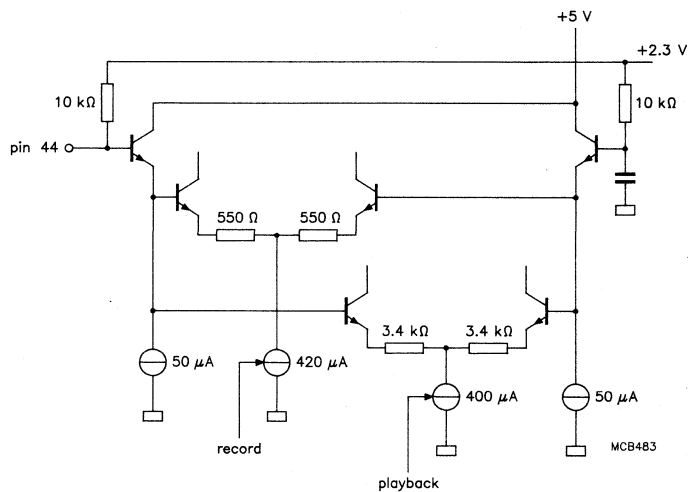 +5 V
+2.3 V
10 kΩ
10 kΩ
pin 44
550 Ω
550 Ω
3.4 kΩ
3.4 kΩ
50 μA
420 μA
400 μA
50 μA
record
MCB483
playback